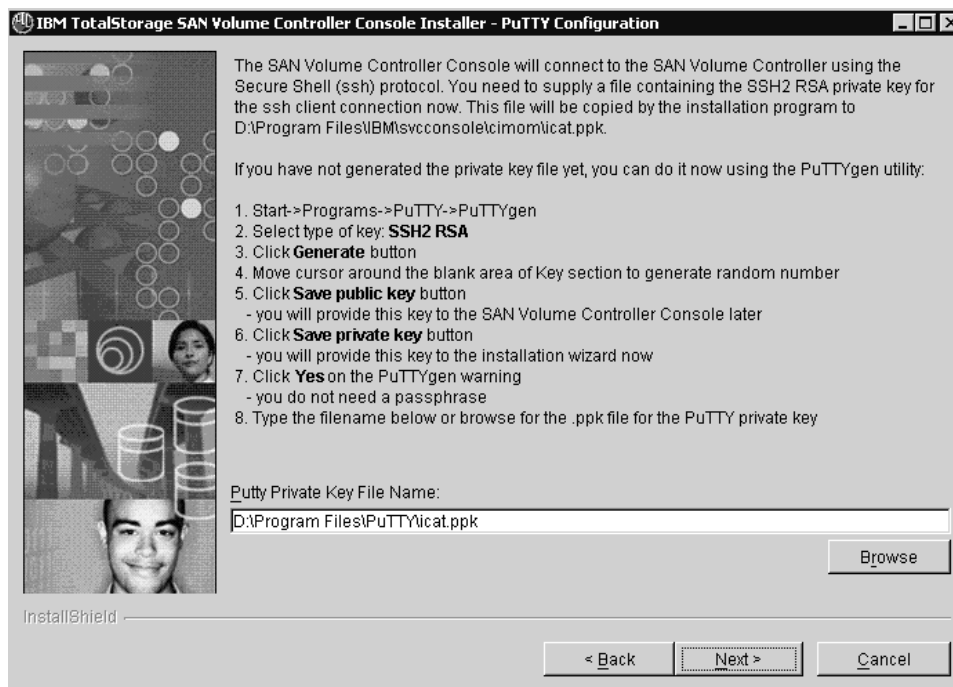 IBM TotalStorage SAN Volume Controller Console Installer - PuTTY Configuration
The SAN Volume Controller Console will connect to the SAN Volume Controller using the
Secure Shell (ssh) protocol. You need to supply a file containing the SSH2 RSA private key for
the ssh client connection now. This file will be copied by the installation program to
D:\Program Files\IBM\svcconsole\cimom\icat.ppk.
If you have not generated the private key file yet, you can do it now using the PuTTYgen utility:
1. Start->Programs->PuTTY->PuTTYgen
2. Select type of key: SSH2 RSA
3. Click Generate button
4. Move cursor around the blank area of Key section to generate random number
5. Click Save public key button
- you will provide this key to the SAN Volume Controller Console later
6. Click Save private key button
- you will provide this key to the installation wizard now
7. Click Yes on the PuTTYgen warning
- you do not need a passphrase
8. Type the filename below or browse for the .ppk file for the PuTTY private key
Putty Private Key File Name:
D:\Program Files\PuTTY\icat.ppk
Browse
InstallShield
< Back
Next >
Cancel